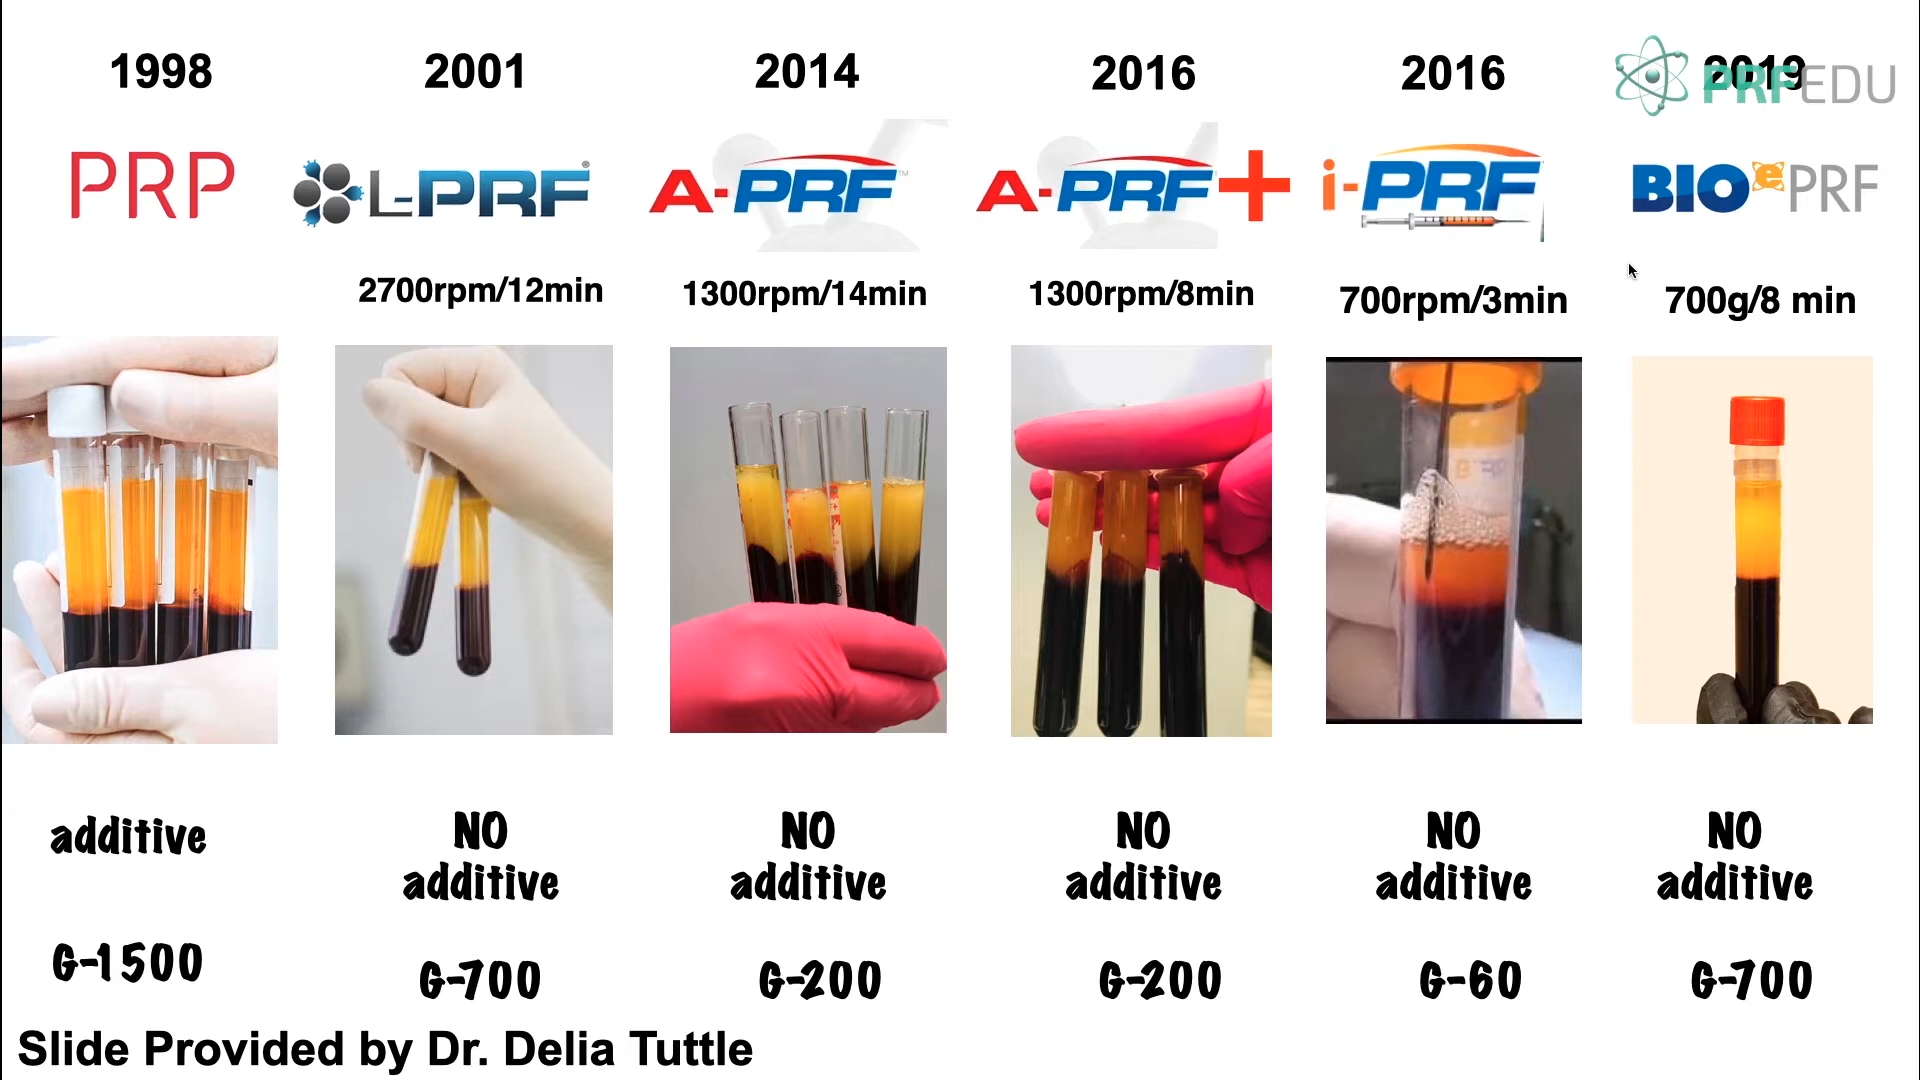 1998
2001
2014
2016
2016
2019
PRFEDU
PRP
L-PRF®
A-PRF™
A-PRF+
i-PRF
BIO e PRF
2700rpm/12min
1300rpm/14min
1300rpm/8min
700rpm/3min
700g/8 min
additive
NO
additive
NO
additive
NO
additive
NO
additive
NO
additive
G-1500
G-700
G-200
G-200
G-60
G-700
Slide Provided by Dr. Delia Tuttle